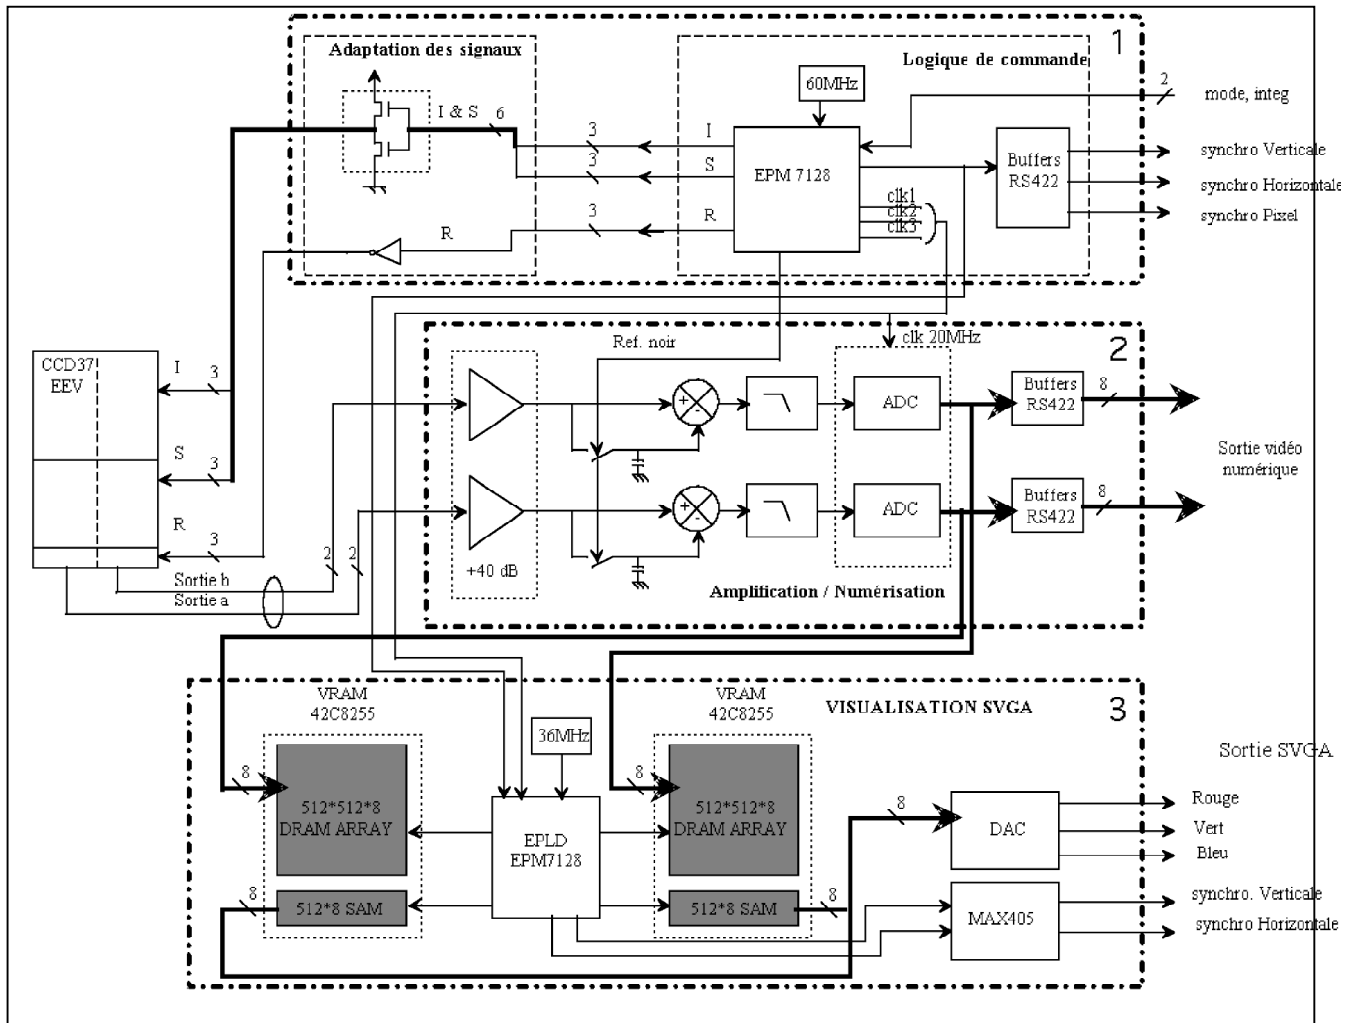 1
Adaptation des signaux
Logique de commande
60MHz
2
mode, integ
I & S
6
3
I
3
S
EPM 7128
Buffers
RS422
synchro Verticale
synchro Horizontale
synchro Pixel
clk1
clk2
clk3
3
R
R
2
Ref. noir
clk 20MHz
CCD37
EEV
I
3
S
3
R
3
2
2
Sortie b
Sortie a
+
-
ADC
Buffers
RS422
8
Sortie vidéo
numérique
+
-
ADC
Buffers
RS422
8
+40 dB
Amplification / Numérisation
VRAM
42C8255
VRAM
42C8255
VISUALISATION SVGA
3
36MHz
Sortie SVGA
8
512*512*8
DRAM ARRAY
8
512*512*8
DRAM ARRAY
EPLD
EPM7128
8
DAC
Rouge
Vert
Bleu
8
512*8 SAM
512*8 SAM
8
MAX405
synchro. Verticale
synchro Horizontale